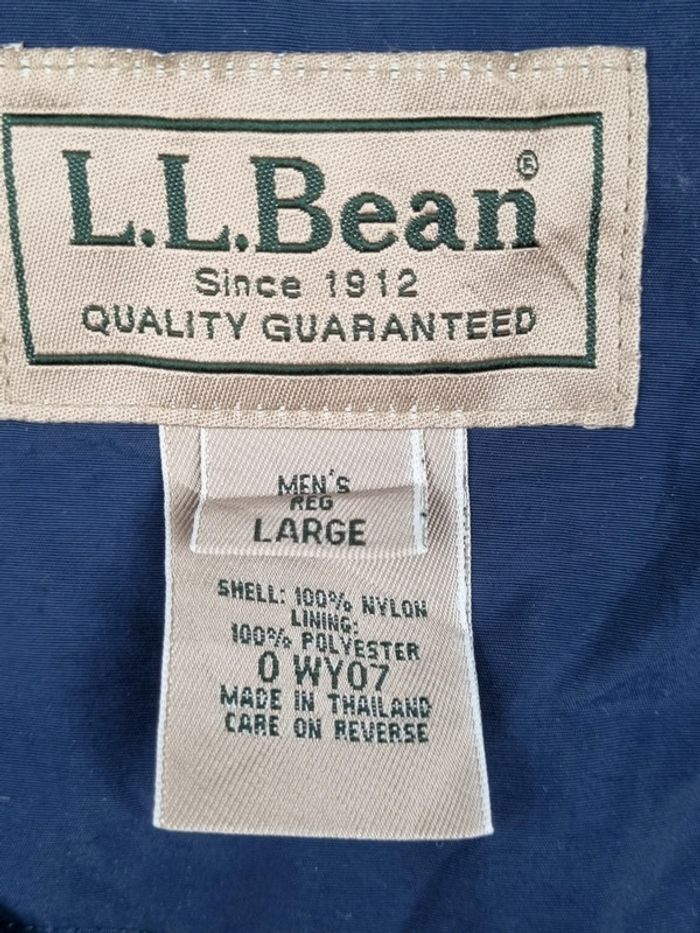 L.L.Bean®
Since 1912
QUALITY GUARANTEED
MEN'S
REG
LARGE
SHELL: 100% NYLON
LINING:
100% POLYESTER
0 WY07
MADE IN THAILAND
CARE ON REVERSE